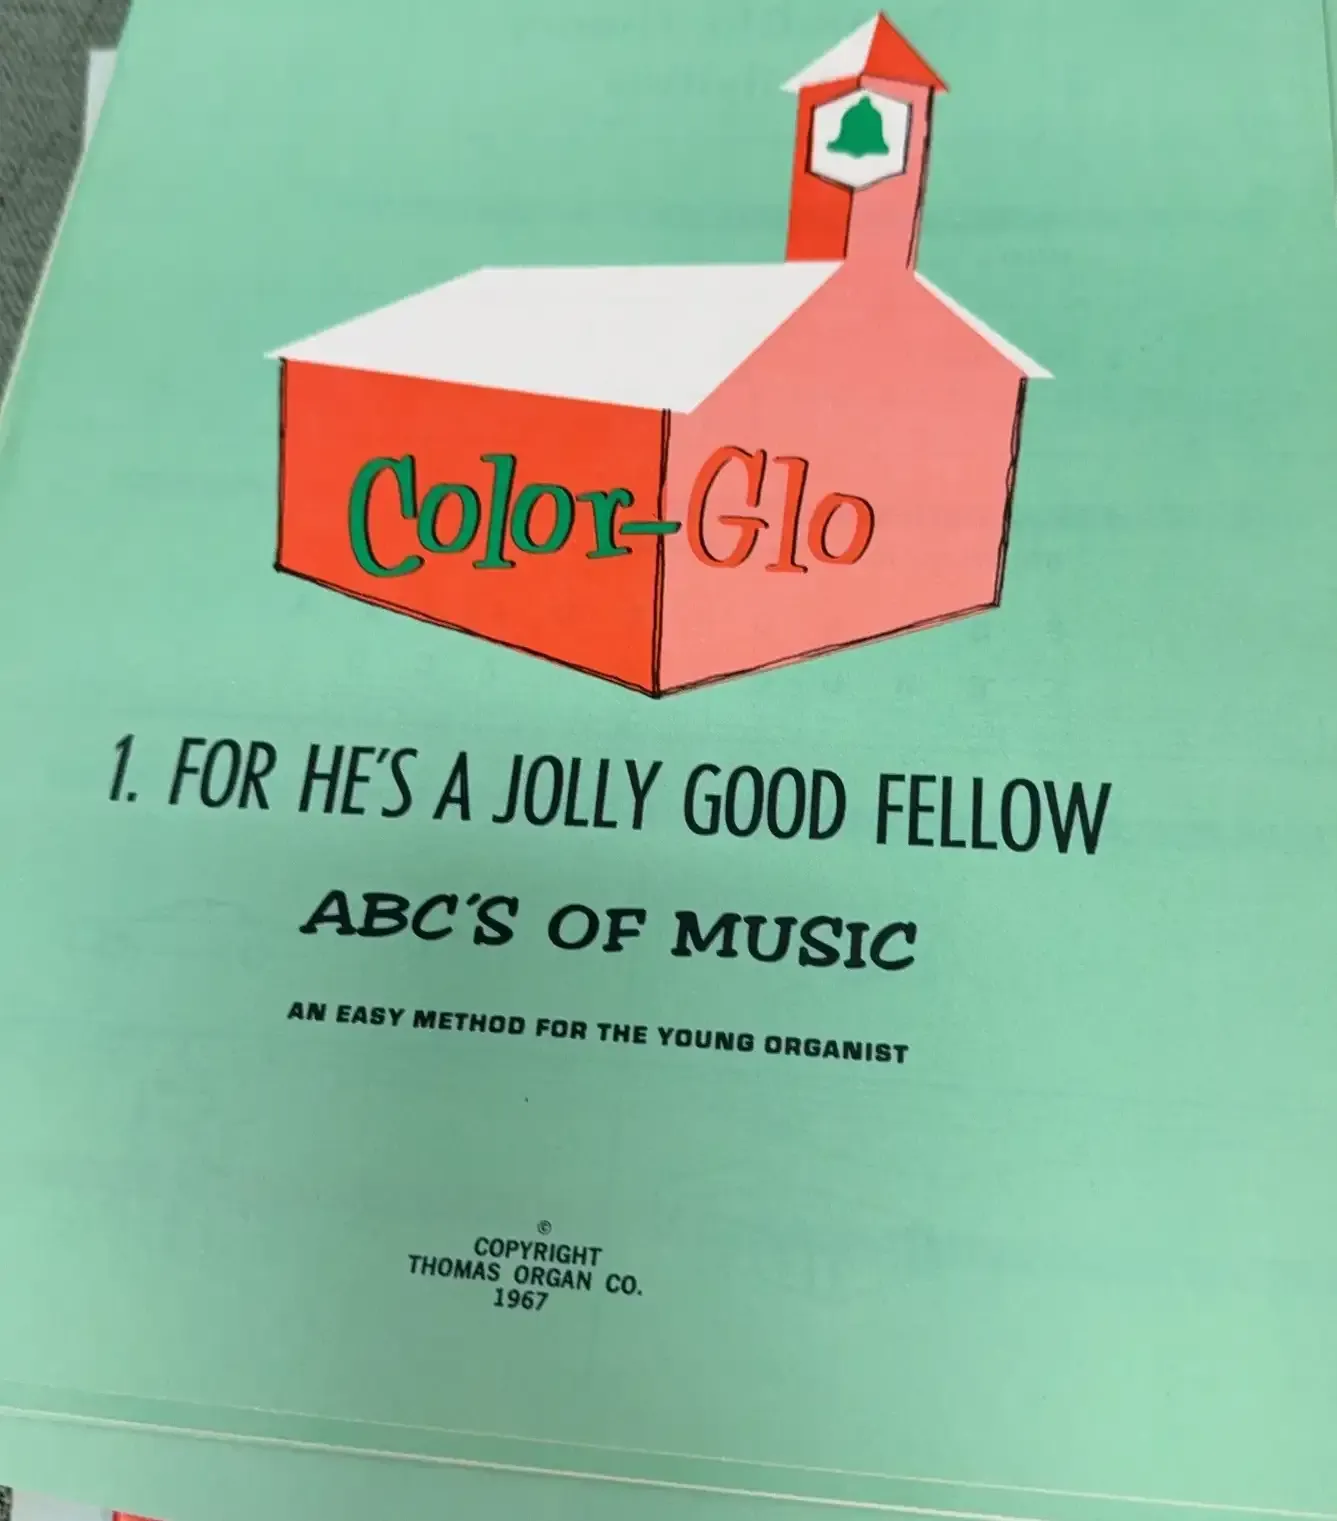 Color-Glo
1. FOR HE'S A JOLLY GOOD FELLOW
ABC'S OF MUSIC
AN EASY METHOD FOR THE YOUNG ORGANIST
©
COPYRIGHT
THOMAS ORGAN CO.
1967